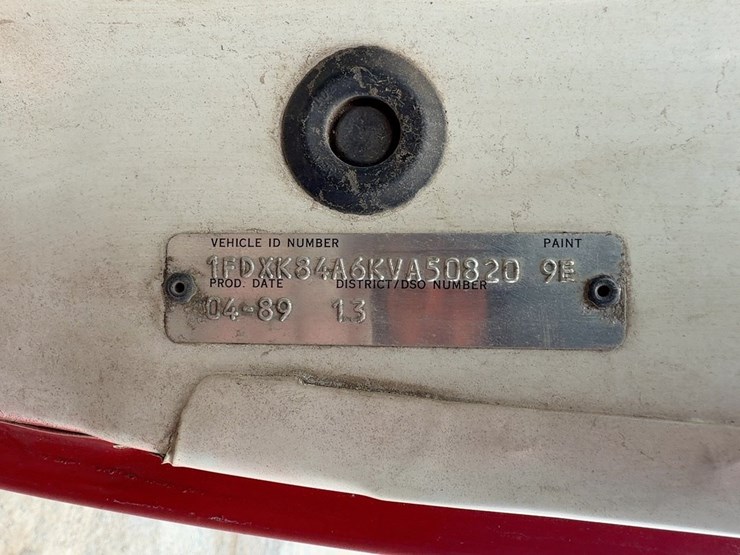 VEHICLE ID NUMBER PAINT
1FDXK84A6KVA50820 9E
PROD. DATE DISTRICT/DSO NUMBER
04-89 13